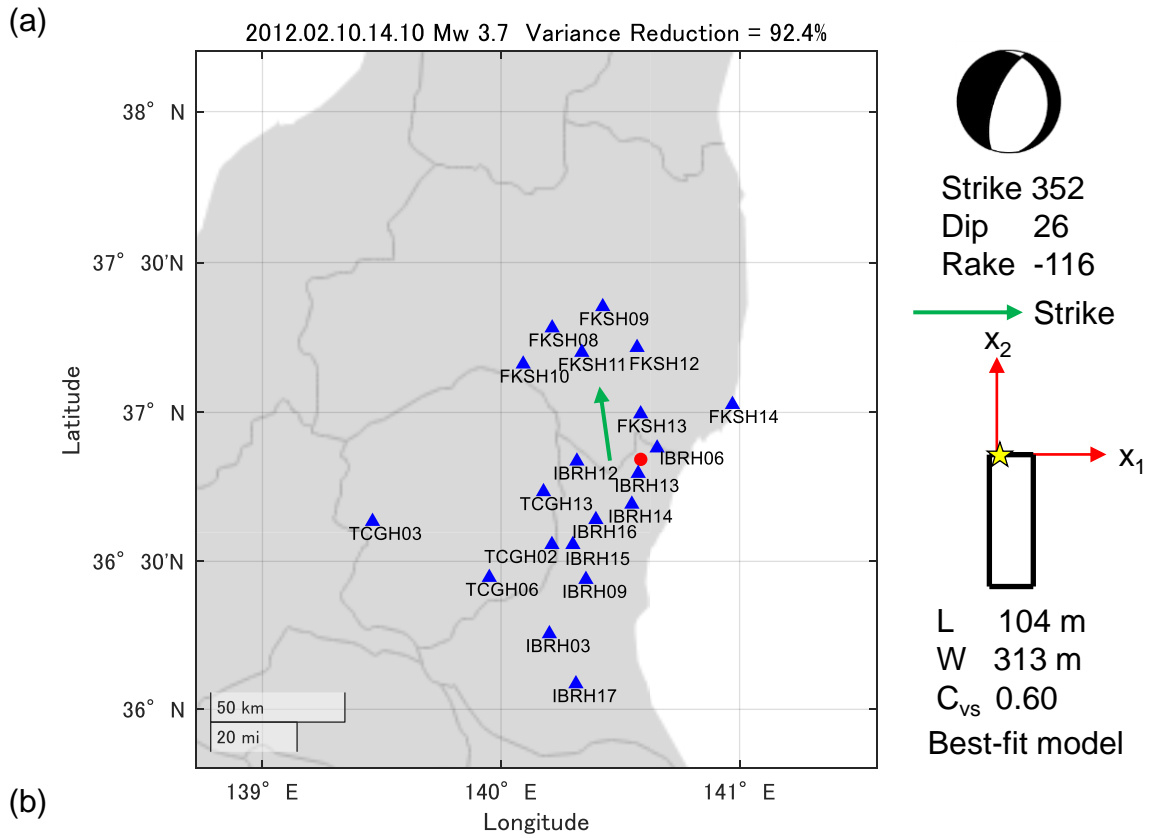 (a)
2012.02.10.14.10 Mw 3.7 Variance Reduction = 92.4%
38° N
37° 30'N
37° N
36° 30'N
36° N
Latitude
FKSH09
FKSH08
FKSH11
FKSH12
FKSH10
FKSH14
FKSH13
IBRH06
IBRH12
IBRH13
TCGH13
IBRH14
TCGH03
IBRH16
TCGH02
IBRH15
TCGH06
IBRH09
IBRH03
IBRH17
50 km
20 mi
139° E
140° E
141° E
Longitude
Strike 352
Dip 26
Rake -116
Strike
x2
x1
L 104 m
W 313 m
Cvs 0.60
Best-fit model
(b)